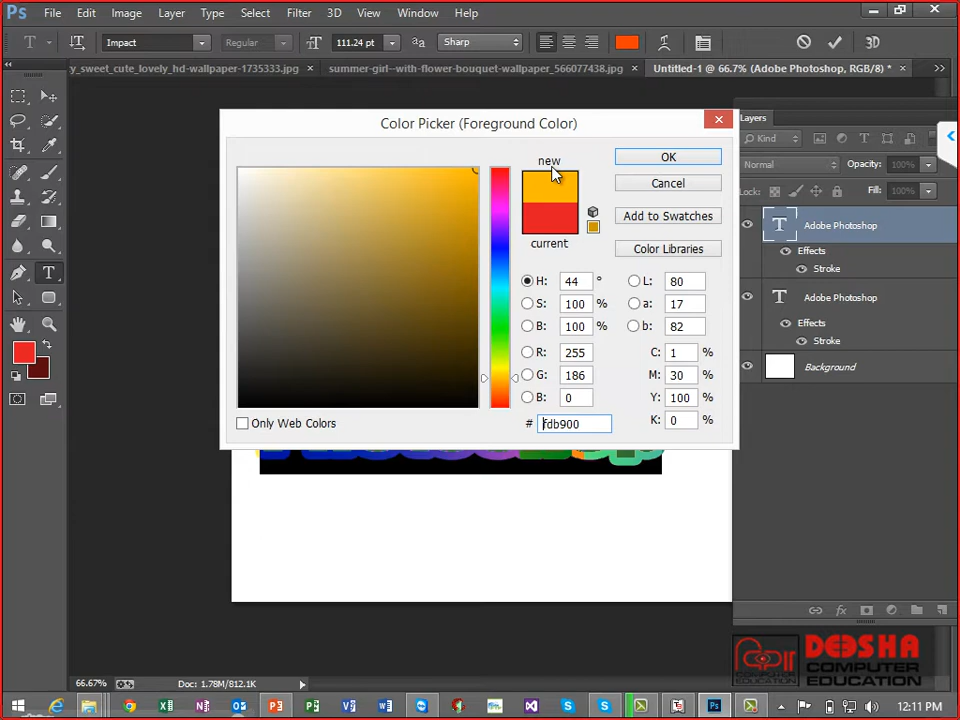 Ps File Edit Image Layer Type Select Filter 3D View Window Help
T Impact Regular 111.24 pt Sharp 3D
y_sweet_cute_lovely_hd-wallpaper-1735333.jpg × summer-girl--with-flower-bouquet-wallpaper_566077438.jpg × Untitled-1 @ 66.7% (Adobe Photoshop, RGB/8) * ×
Color Picker (Foreground Color)
new
current
OK
Cancel
Add to Swatches
Color Libraries
H: 44 °
S: 100 %
B: 100 %
R: 255
G: 186
B: 0
# fdb900
L: 80
a: 17
b: 82
C: 1 %
M: 30 %
Y: 100 %
K: 0 %
Only Web Colors
Layers
Kind
Normal Opacity: 100%
Lock: Fill: 100%
T Adobe Photoshop
Effects
Stroke
T Adobe Photoshop
Effects
Stroke
Background
66.67% Doc: 1.78M/812.1K
DEOSHA
COMPUTER
EDUCATION
12:11 PM